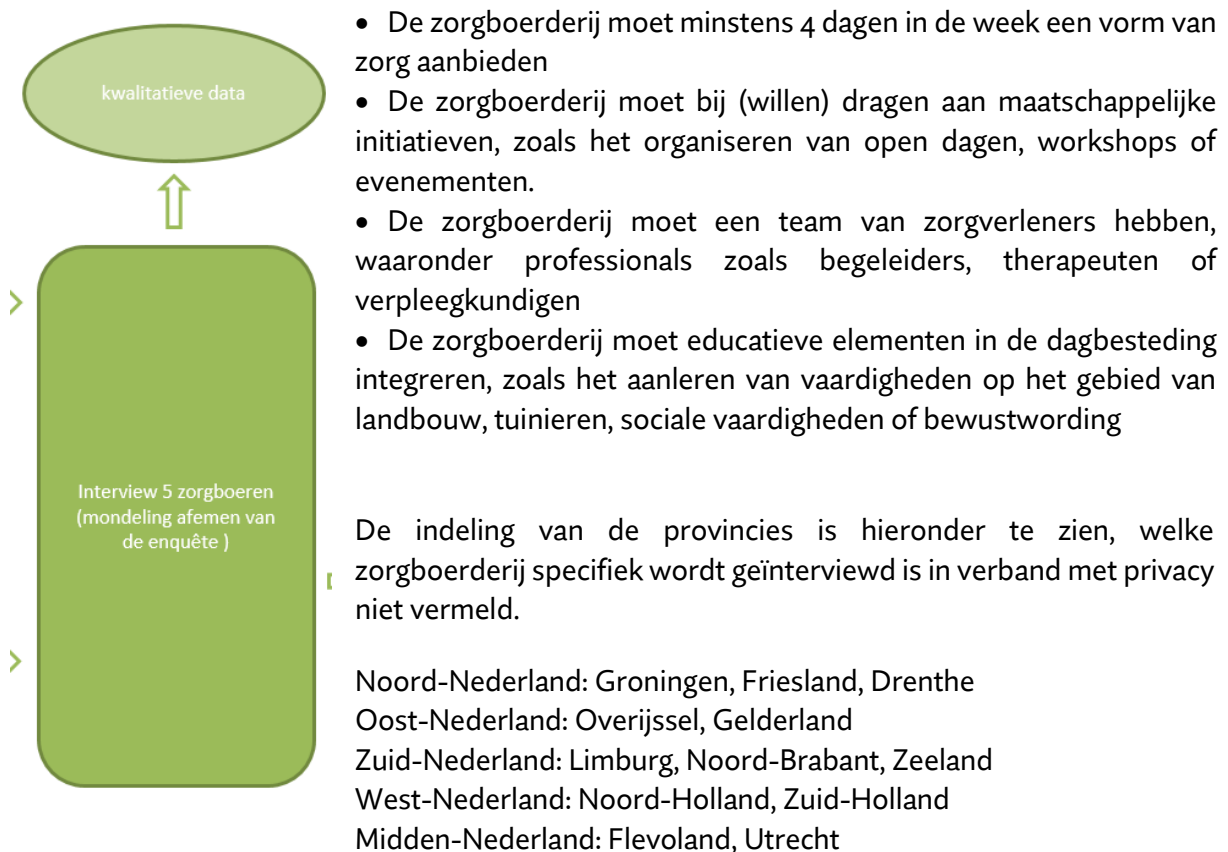 kwalitatieve data
Interview 5 zorgboeren
(mondeling afemen van
de enquête )
• De zorgboerderij moet minstens 4 dagen in de week een vorm van
zorg aanbieden
• De zorgboerderij moet bij (willen) dragen aan maatschappelijke
initiatieven, zoals het organiseren van open dagen, workshops of
evenementen.
• De zorgboerderij moet een team van zorgverleners hebben,
waaronder professionals zoals begeleiders, therapeuten of
verpleegkundigen
• De zorgboerderij moet educatieve elementen in de dagbesteding
integreren, zoals het aanleren van vaardigheden op het gebied van
landbouw, tuinieren, sociale vaardigheden of bewustwording
De indeling van de provincies is hieronder te zien, welke
zorgboerderij specifiek wordt geïnterviewd is in verband met privacy
niet vermeld.
Noord-Nederland: Groningen, Friesland, Drenthe
Oost-Nederland: Overijssel, Gelderland
Zuid-Nederland: Limburg, Noord-Brabant, Zeeland
West-Nederland: Noord-Holland, Zuid-Holland
Midden-Nederland: Flevoland, Utrecht